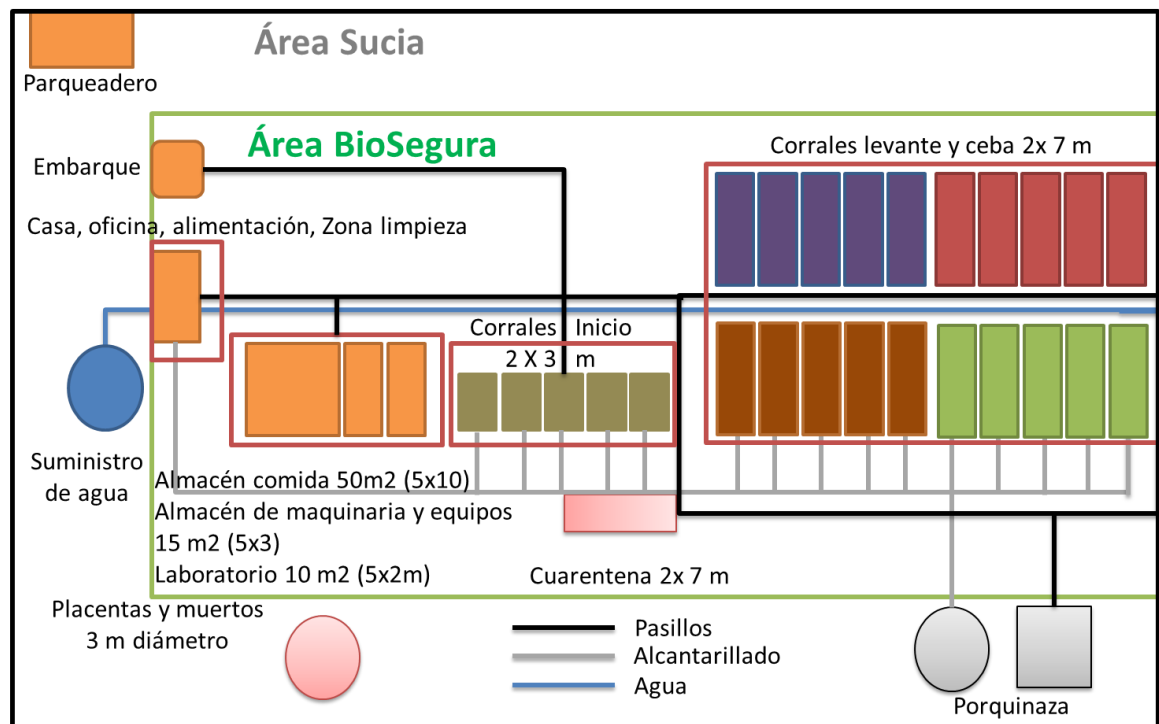 Área Sucia
Parqueadero
Área BioSegura
Corrales levante y ceba 2x 7 m
Embarque
Casa, oficina, alimentación, Zona limpieza
Corrales Inicio
2 X 3 m
Suministro
de agua
Almacén comida 50m2 (5x10)
Almacén de maquinaria y equipos
15 m2 (5x3)
Laboratorio 10 m2 (5x2m)
Cuarentena 2x 7 m
Placentas y muertos
3 m diámetro
Pasillos
Alcantarillado
Agua
Porquinaza